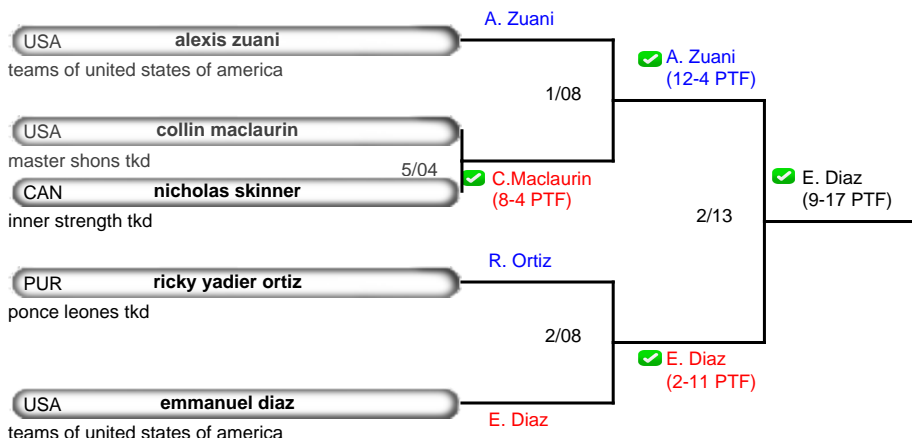 A. Zuani
USA alexis zuani
teams of united states of america
A. Zuani
(12-4 PTF)
1/08
USA collin maclaurin
master shons tkd
5/04
C.Maclaurin
(8-4 PTF)
CAN nicholas skinner
inner strength tkd
E. Diaz
(9-17 PTF)
2/13
R. Ortiz
PUR ricky yadier ortiz
ponce leones tkd
2/08
E. Diaz
(2-11 PTF)
USA emmanuel diaz
E. Diaz
teams of united states of america